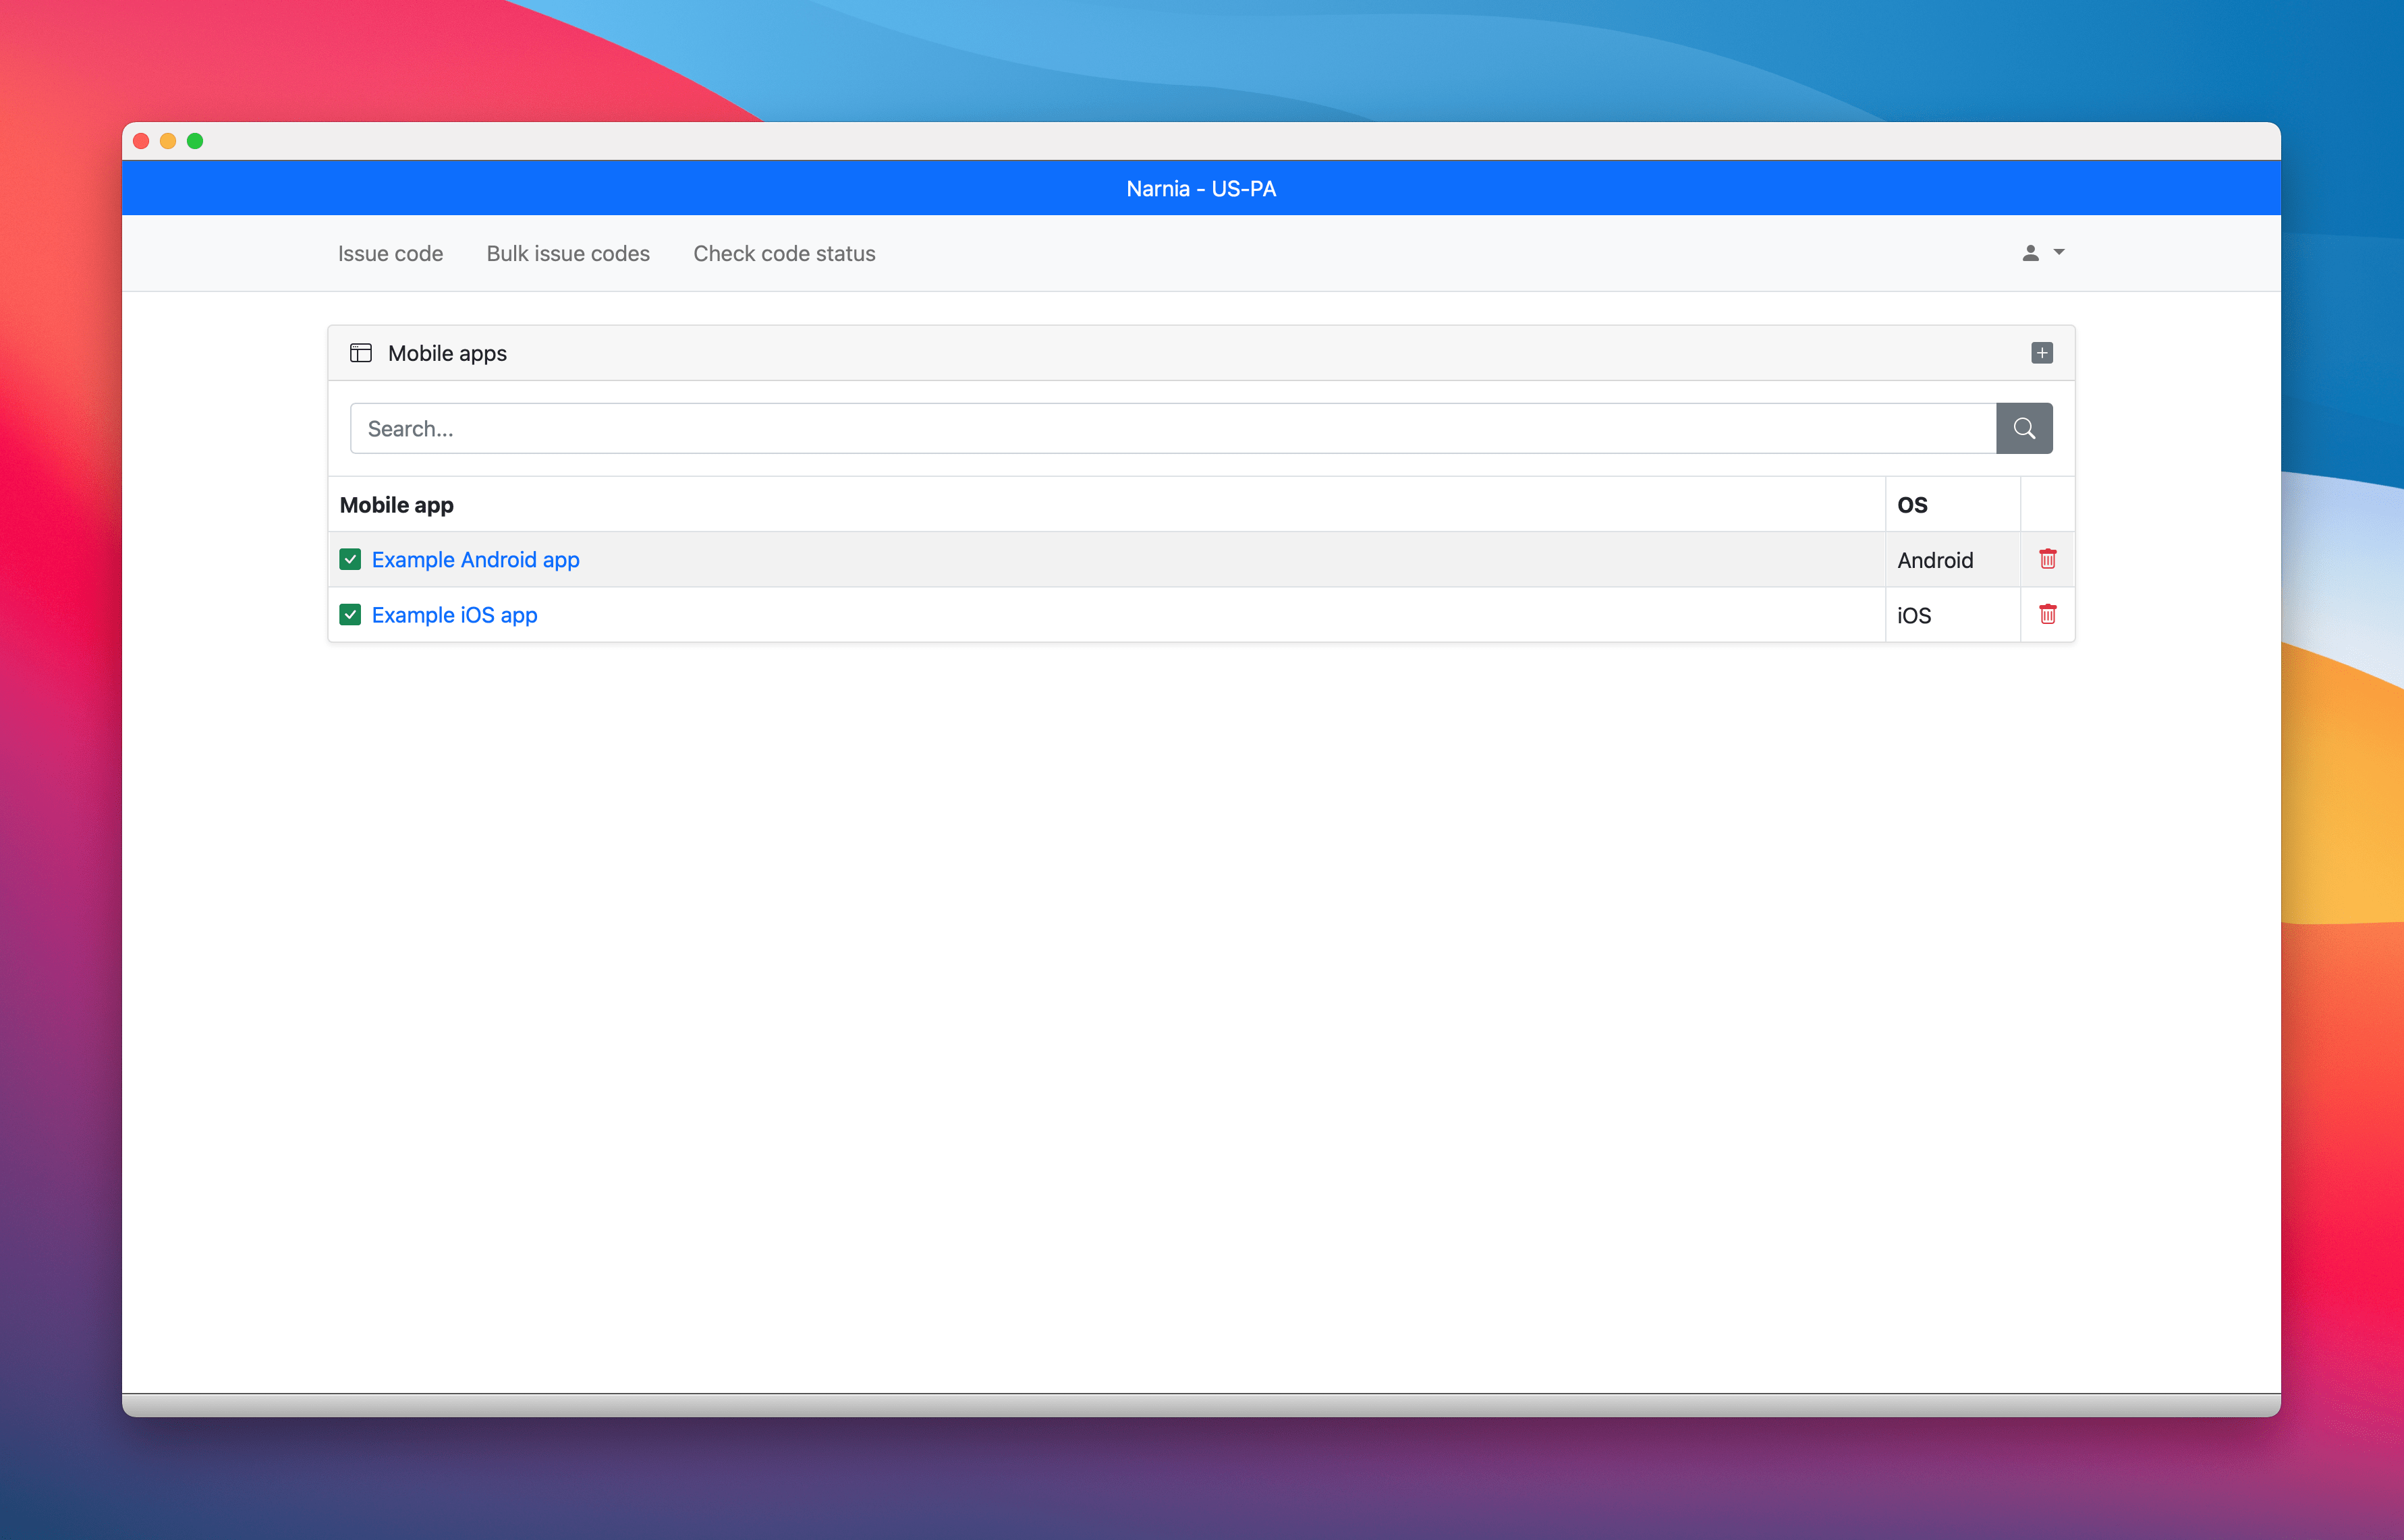 Narnia - US-PA
Issue code Bulk issue codes Check code status
Mobile apps
Search...
Mobile app OS
Example Android app Android
Example iOS app iOS